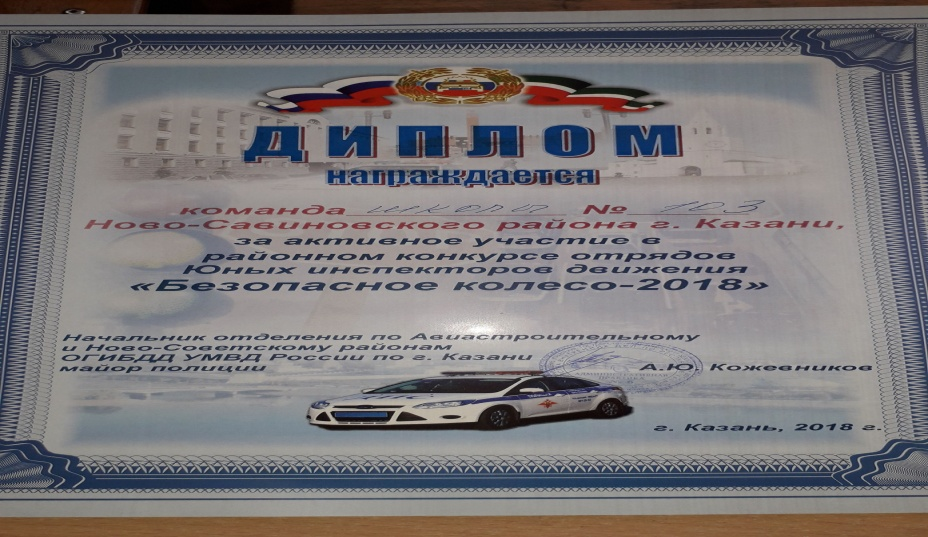 ДИПЛОМ
награждается
команда школы № 103
Ново-Савиновского района г. Казани,
за активное участие в
районном конкурсе отрядов
Юных инспекторов движения
«Безопасное колесо-2018»
Начальник отделения по Авиастроительному
и Ново-Советскому районам
ОГИБДД УМВД России по г. Казани
майор полиции
А.Ю. Кожевников
г. Казань, 2018 г.